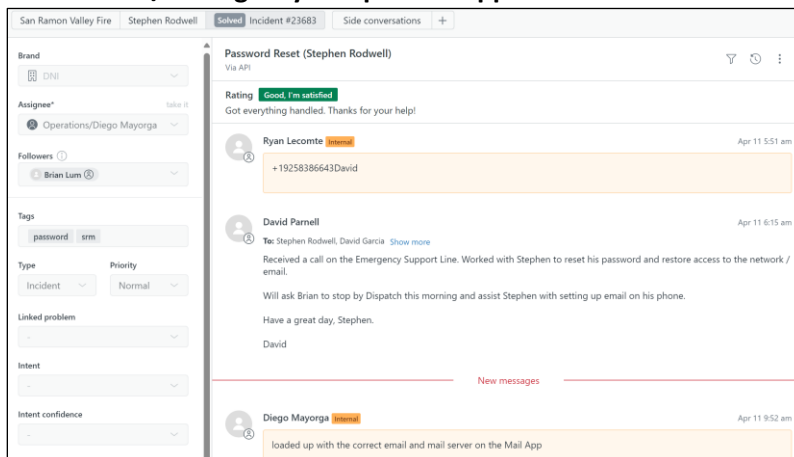 San Ramon Valley Fire Stephen Rodwell Solved Incident #23683 Side conversations +
Brand
DNI
Assignee* take it
Operations/Diego Mayorga
Followers
Brian Lum
Tags
password srm
Type Priority
Incident Normal
Linked problem
-
Intent
-
Intent confidence
-
Password Reset (Stephen Rodwell)
Via API
Rating Good, I'm satisfied
Got everything handled. Thanks for your help!
Ryan Lecomte Internal Apr 11 5:51 am
+19258386643David
David Parnell Apr 11 6:15 am
To: Stephen Rodwell, David Garcia Show more
Received a call on the Emergency Support Line. Worked with Stephen to reset his password and restore access to the network /
email.
Will ask Brian to stop by Dispatch this morning and assist Stephen with setting up email on his phone.
Have a great day, Stephen.
David
New messages
Diego Mayorga Internal Apr 11 9:52 am
loaded up with the correct email and mail server on the Mail App